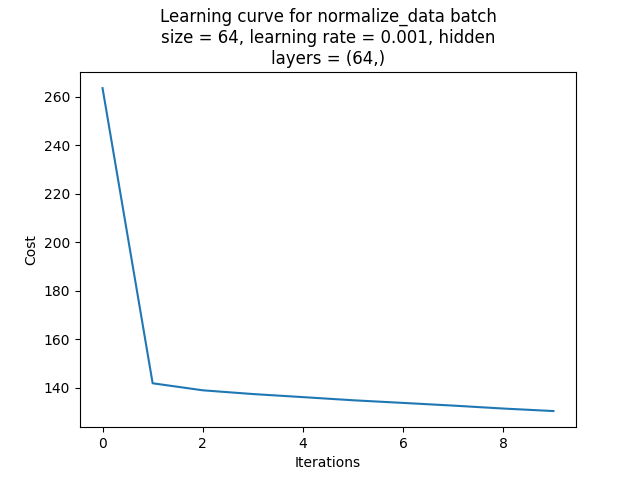 Learning curve for normalize_data batch
size = 64, learning rate = 0.001, hidden
layers = (64,)
260
240
220
200
180
160
140
Cost
0 2 4 6 8
Iterations